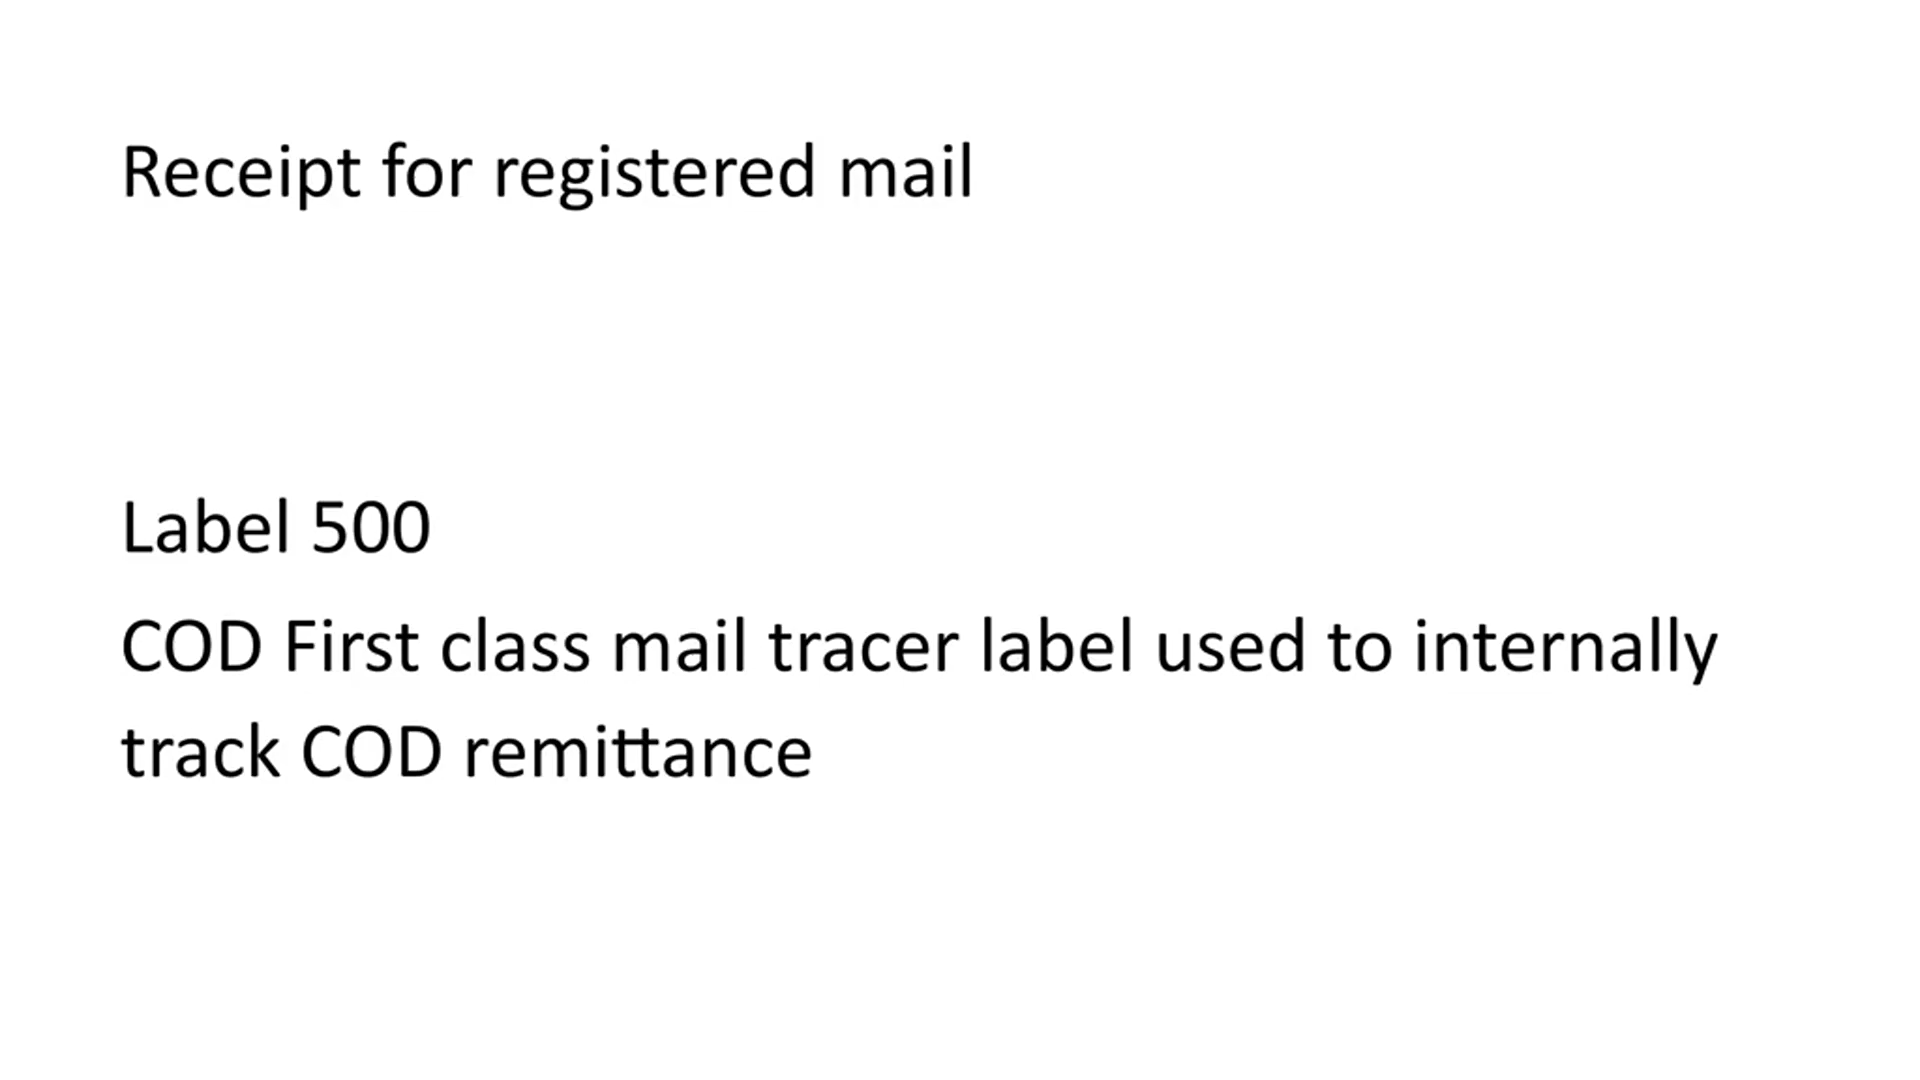 Receipt for registered mail
Label 500
COD First class mail tracer label used to internally
track COD remittance